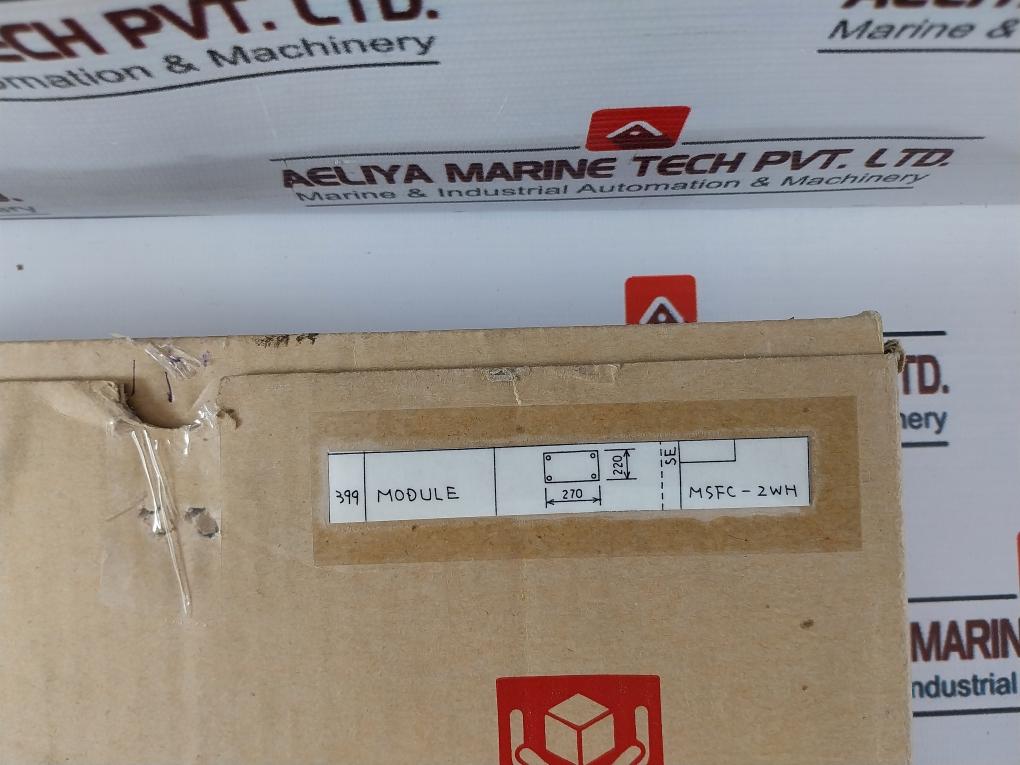 ECH PVT. LTD.
omation & Machinery
Marine &
AELIYA MARINE TECH PVT. LTD.
Marine & Industrial Automation & Machinery
D.
ery
TD.
nery
399 MODULE 270 220 SE MSFC-2WH
MARIN
ndustrial